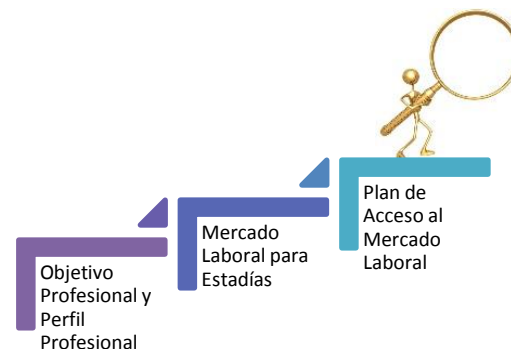 Objetivo
Profesional y
Perfil
Profesional
Mercado
Laboral para
Estadías
Plan de
Acceso al
Mercado
Laboral